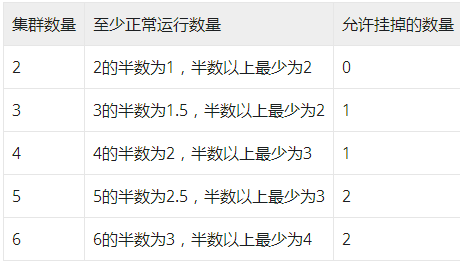 集群数量 至少正常运行数量 允许挂掉的数量
2 2的半数为1，半数以上最少为2 0
3 3的半数为1.5，半数以上最少为2 1
4 4的半数为2，半数以上最少为3 1
5 5的半数为2.5，半数以上最少为3 2
6 6的半数为3，半数以上最少为4 2